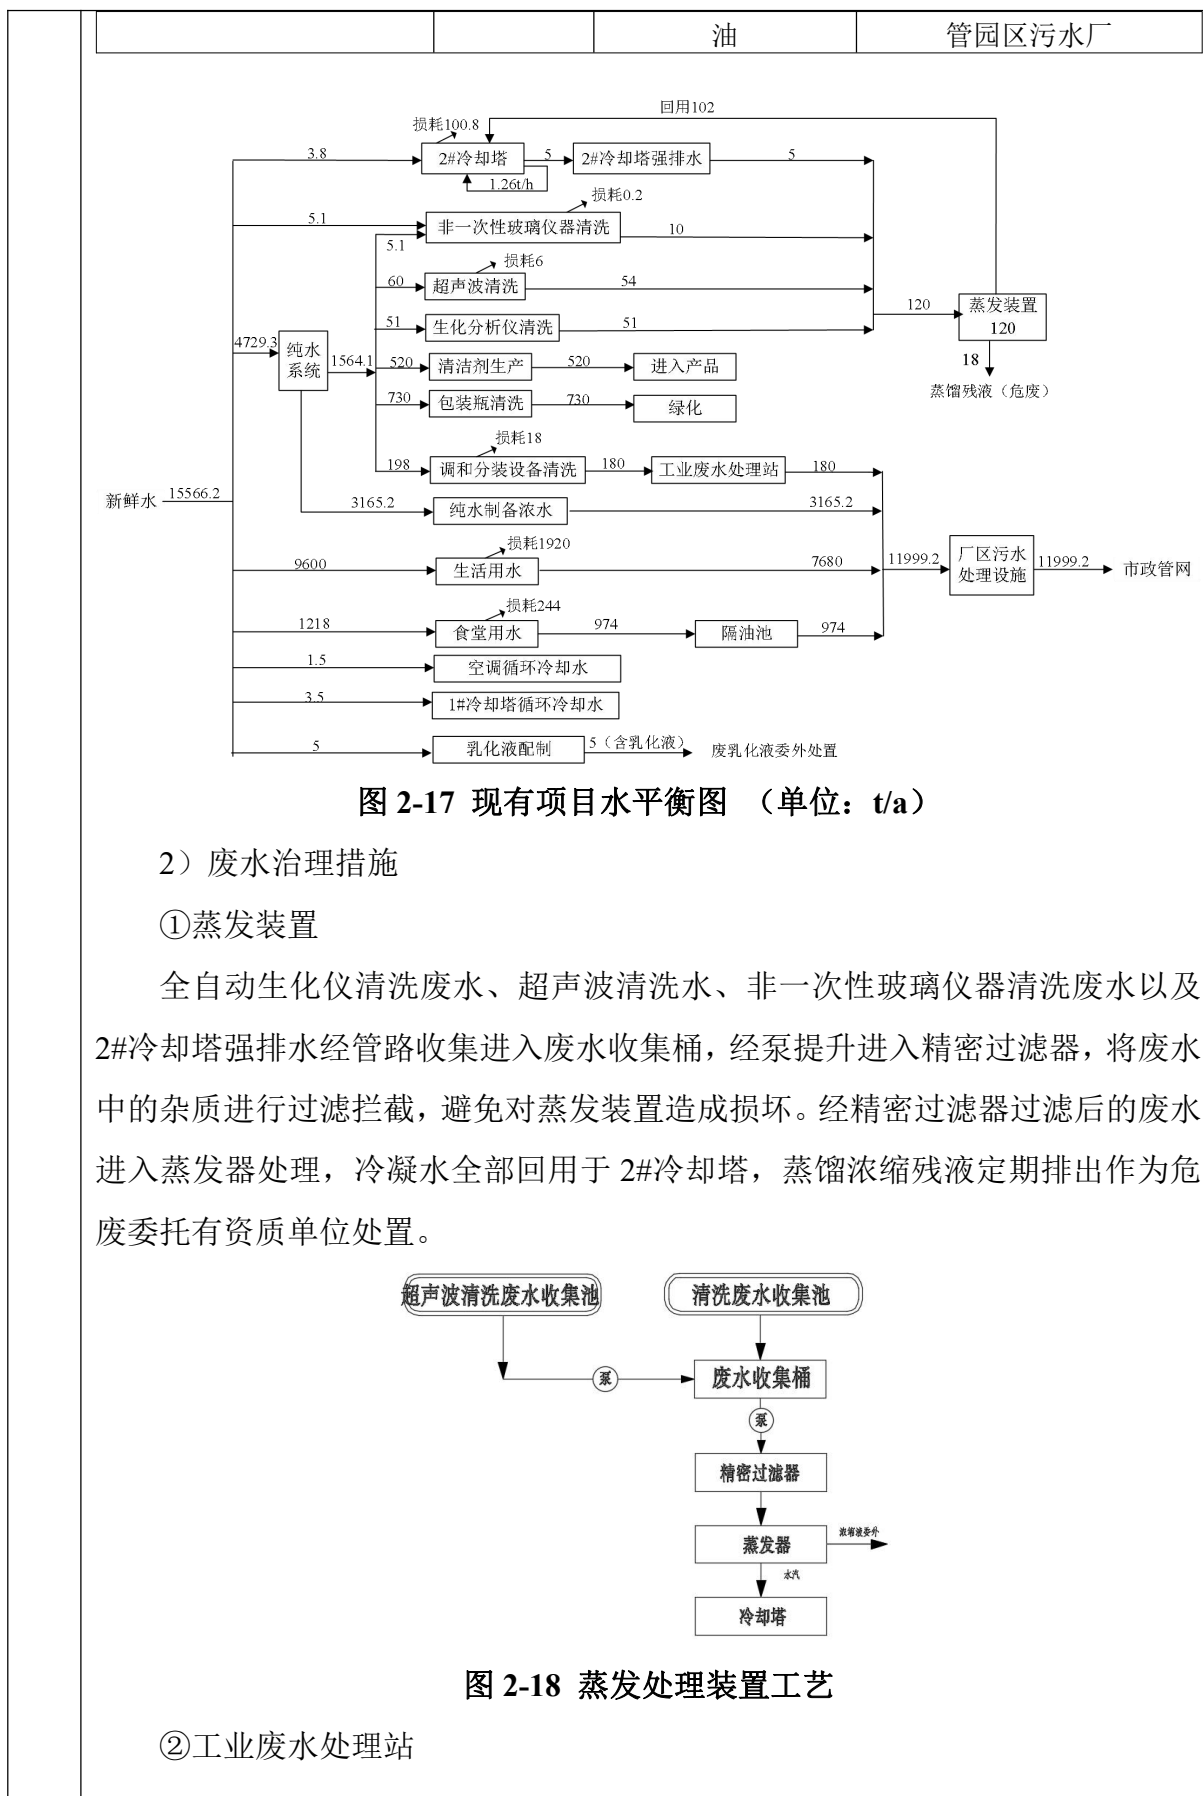 油 管园区污水厂
回用102
损耗100.8
3.8 2#冷却塔 5 2#冷却塔强排水 5
1.26t/h
损耗0.2
5.1 非一次性玻璃仪器清洗 10
5.1
损耗6
60 超声波清洗 54
120 蒸发装置
120
51 生化分析仪清洗 51
4729.3 纯水
系统 1564.1
18
520 清洁剂生产 520 进入产品
蒸馏残液（危废）
730 包装瓶清洗 730 绿化
损耗18
198 调和分装设备清洗 180 工业废水处理站 180
新鲜水 15566.2
3165.2 纯水制备浓水 3165.2
损耗1920
9600 生活用水 7680
11999.2 厂区污水
处理设施 11999.2 市政管网
损耗244
1218 食堂用水 974 隔油池 974
1.5 空调循环冷却水
3.5 1#冷却塔循环冷却水
5 乳化液配制 5（含乳化液） 废乳化液委外处置
图 2-17 现有项目水平衡图 （单位：t/a）
2）废水治理措施
①蒸发装置
全自动生化仪清洗废水、超声波清洗水、非一次性玻璃仪器清洗废水以及
2#冷却塔强排水经管路收集进入废水收集桶，经泵提升进入精密过滤器，将废水
中的杂质进行过滤拦截，避免对蒸发装置造成损坏。经精密过滤器过滤后的废水
进入蒸发器处理，冷凝水全部回用于 2#冷却塔，蒸馏浓缩残液定期排出作为危
废委托有资质单位处置。
超声波清洗废水收集池 清洗废水收集池
泵 废水收集桶
泵
精密过滤器
蒸发器 浓缩液委外
水汽
冷却塔
图 2-18 蒸发处理装置工艺
②工业废水处理站